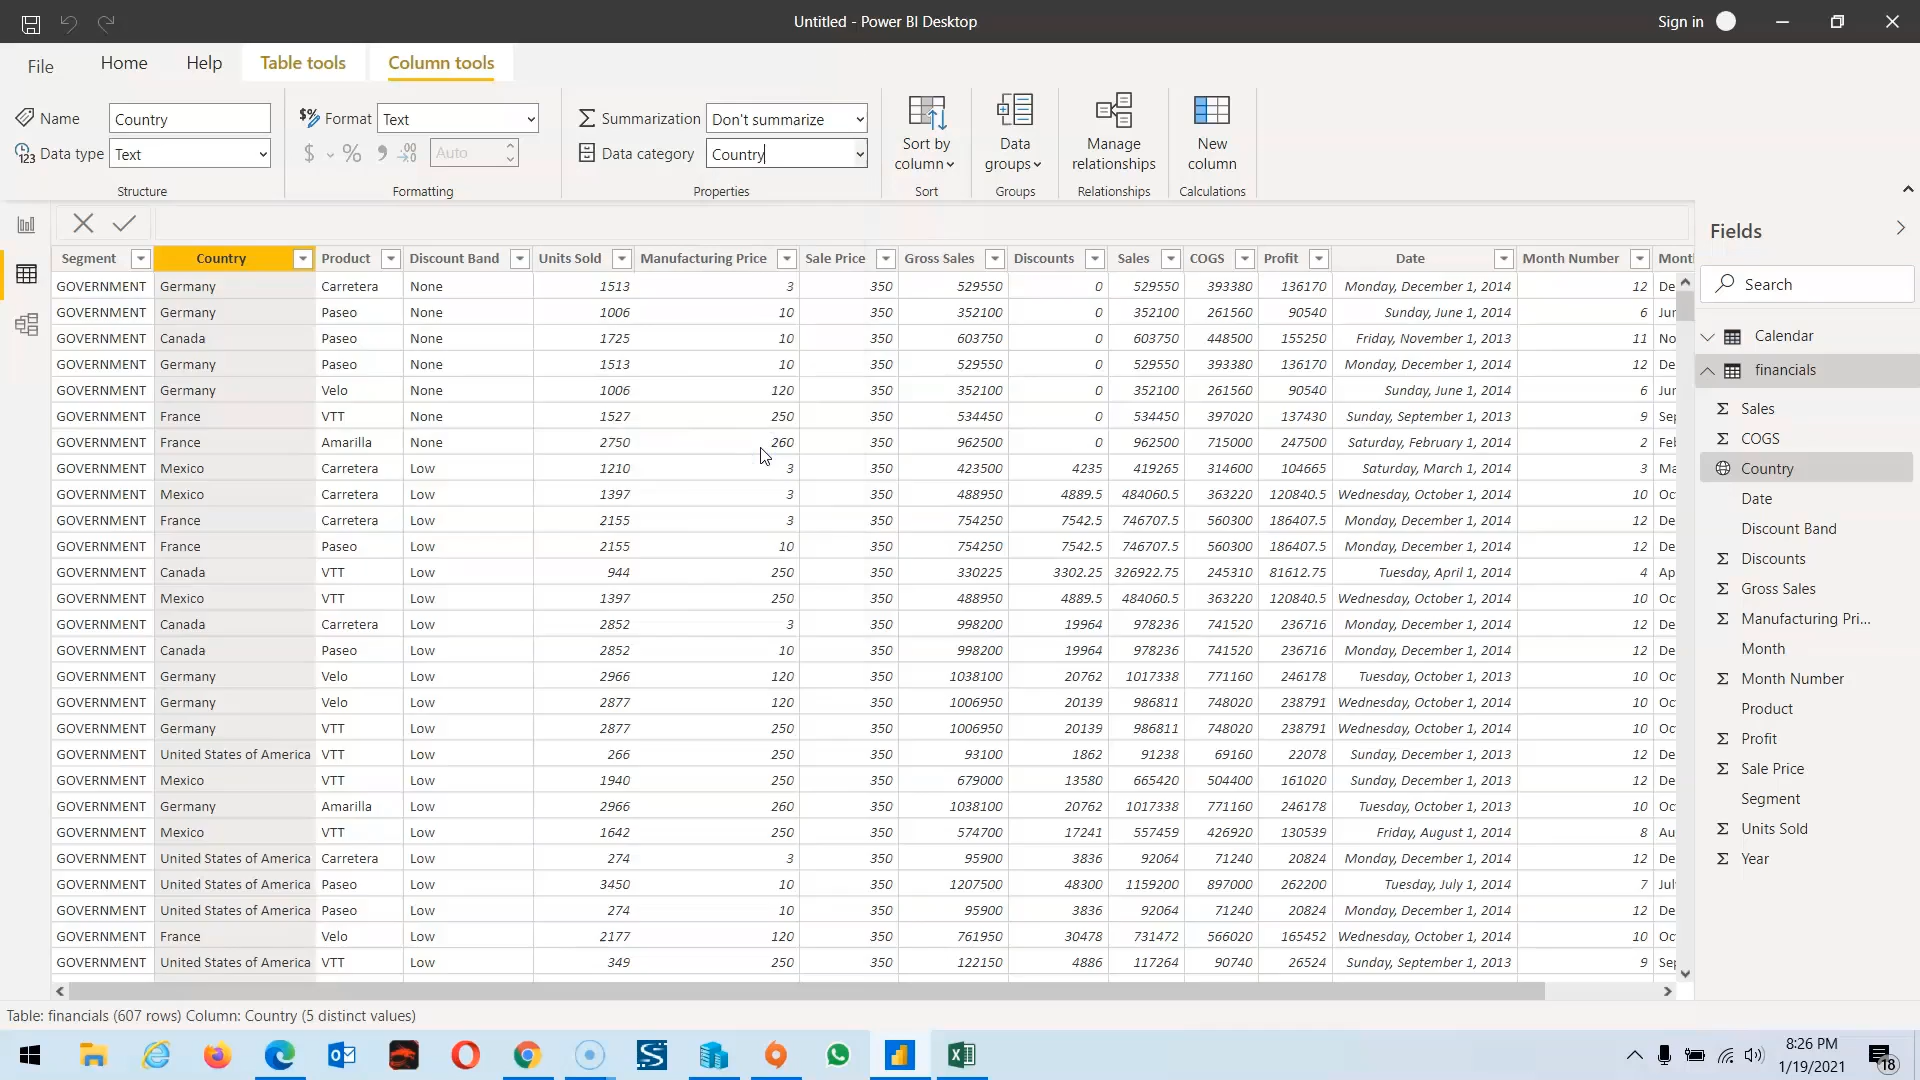 Untitled - Power BI Desktop
Sign in
File Home Help Table tools Column tools
Name Country
Format Text
Summarization Don't summarize
Data type Text
$ % 9 .00 Auto
Data category Country
Sort by column
Data groups
Manage relationships
New column
Structure Formatting Properties Sort Groups Relationships Calculations
Segment Country Product Discount Band Units Sold Manufacturing Price Sale Price Gross Sales Discounts Sales COGS Profit Date Month Number Montl
GOVERNMENT Germany Carretera None 1513 3 350 529550 0 529550 393380 136170 Monday, December 1, 2014 12 De
GOVERNMENT Germany Paseo None 1006 10 350 352100 0 352100 261560 90540 Sunday, June 1, 2014 6 Jur
GOVERNMENT Canada Paseo None 1725 10 350 603750 0 603750 448500 155250 Friday, November 1, 2013 11 No
GOVERNMENT Germany Paseo None 1513 10 350 529550 0 529550 393380 136170 Monday, December 1, 2014 12 De
GOVERNMENT Germany Velo None 1006 120 350 352100 0 352100 261560 90540 Sunday, June 1, 2014 6 Jur
GOVERNMENT France VTT None 1527 250 350 534450 0 534450 397020 137430 Sunday, September 1, 2013 9 Sep
GOVERNMENT France Amarilla None 2750 260 350 962500 0 962500 715000 247500 Saturday, February 1, 2014 2 Feb
GOVERNMENT Mexico Carretera Low 1210 3 350 423500 4235 419265 314600 104665 Saturday, March 1, 2014 3 Ma
GOVERNMENT Mexico Carretera Low 1397 3 350 488950 4889.5 484060.5 363220 120840.5 Wednesday, October 1, 2014 10 Oc
GOVERNMENT France Carretera Low 2155 3 350 754250 7542.5 746707.5 560300 186407.5 Monday, December 1, 2014 12 De
GOVERNMENT France Paseo Low 2155 10 350 754250 7542.5 746707.5 560300 186407.5 Monday, December 1, 2014 12 De
GOVERNMENT Canada VTT Low 944 250 350 330225 3302.25 326922.75 245310 81612.75 Tuesday, April 1, 2014 4 Ap
GOVERNMENT Mexico VTT Low 1397 250 350 488950 4889.5 484060.5 363220 120840.5 Wednesday, October 1, 2014 10 Oc
GOVERNMENT Canada Carretera Low 2852 3 350 998200 19964 978236 741520 236716 Monday, December 1, 2014 12 De
GOVERNMENT Canada Paseo Low 2852 10 350 998200 19964 978236 741520 236716 Monday, December 1, 2014 12 De
GOVERNMENT Germany Velo Low 2966 120 350 1038100 20762 1017338 771160 246178 Tuesday, October 1, 2013 10 Oc
GOVERNMENT Germany Velo Low 2877 120 350 1006950 20139 986811 748020 238791 Wednesday, October 1, 2014 10 Oc
GOVERNMENT Germany VTT Low 2877 250 350 1006950 20139 986811 748020 238791 Wednesday, October 1, 2014 10 Oc
GOVERNMENT United States of America VTT Low 266 250 350 93100 1862 91238 69160 22078 Sunday, December 1, 2013 12 De
GOVERNMENT Mexico VTT Low 1940 250 350 679000 13580 665420 504400 161020 Sunday, December 1, 2013 12 De
GOVERNMENT Germany Amarilla Low 2966 260 350 1038100 20762 1017338 771160 246178 Tuesday, October 1, 2013 10 Oc
GOVERNMENT Mexico VTT Low 1642 250 350 574700 17241 557459 426920 130539 Friday, August 1, 2014 8 Au
GOVERNMENT United States of America Carretera Low 274 3 350 95900 3836 92064 71240 20824 Monday, December 1, 2014 12 De
GOVERNMENT United States of America Paseo Low 3450 10 350 1207500 48300 1159200 897000 262200 Tuesday, July 1, 2014 7 Jul
GOVERNMENT United States of America Paseo Low 274 10 350 95900 3836 92064 71240 20824 Monday, December 1, 2014 12 De
GOVERNMENT France Velo Low 2177 120 350 761950 30478 731472 566020 165452 Wednesday, October 1, 2014 10 Oc
GOVERNMENT United States of America VTT Low 349 250 350 122150 4886 117264 90740 26524 Sunday, September 1, 2013 9 Sep
Fields
Search
Calendar
financials
Sales
COGS
Country
Date
Discount Band
Discounts
Gross Sales
Manufacturing Pri...
Month
Month Number
Product
Profit
Sale Price
Segment
Units Sold
Year
Table: financials (607 rows) Column: Country (5 distinct values)
8:26 PM
1/19/2021
18